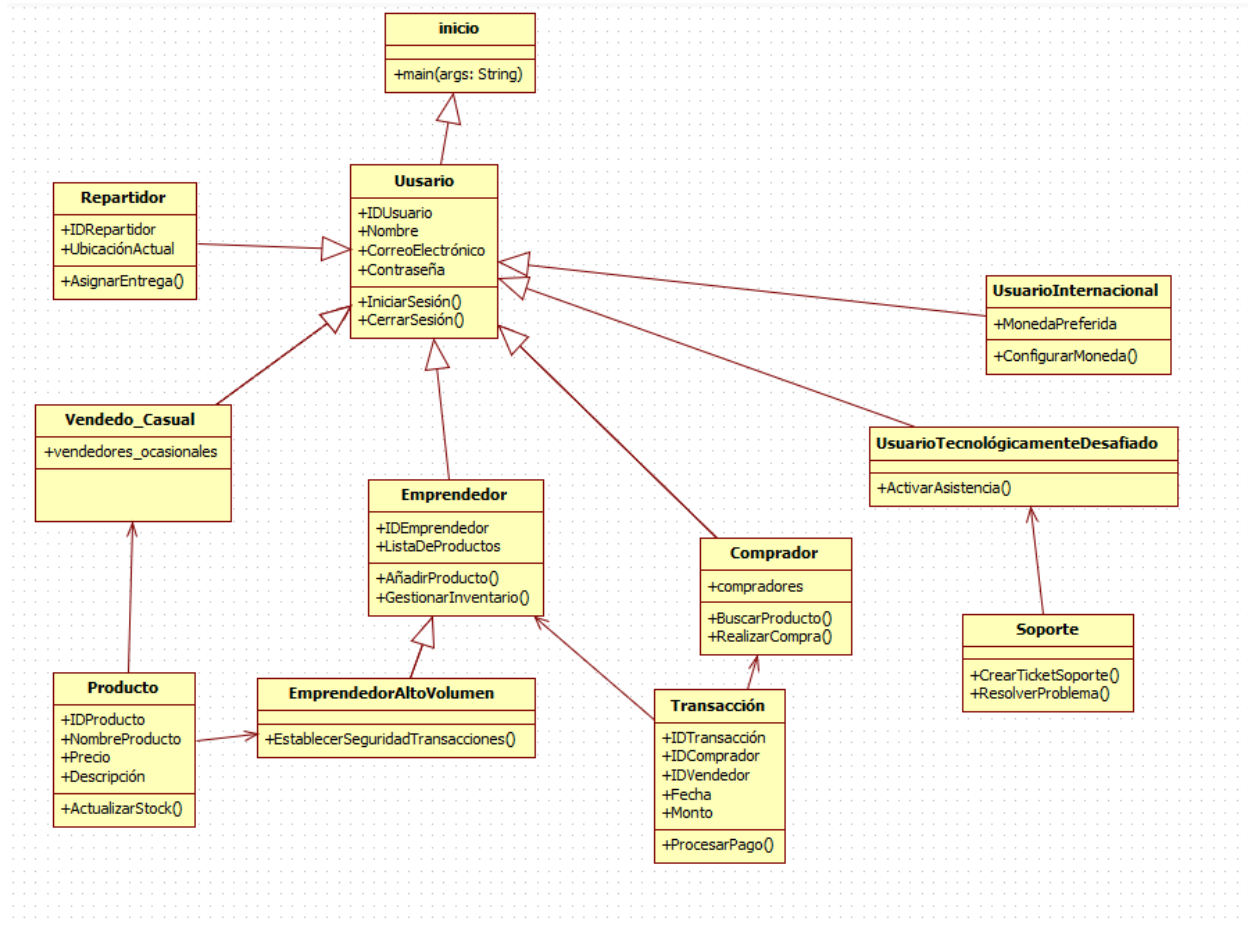 inicio
+main(args: String)
Uusario
+IDUsuario
+Nombre
+CorreoElectrónico
+Contraseña
+IniciarSesión()
+CerrarSesión()
Repartidor
+IDRepartidor
+UbicaciónActual
+AsignarEntrega()
UsuarioInternacional
+MonedaPreferida
+ConfigurarMoneda()
Vendedo_Casual
+vendedores_ocasionales
UsuarioTecnológicamenteDesafiado
+ActivarAsistencia()
Emprendedor
+IDEmprendedor
+ListaDeProductos
+AñadirProducto()
+GestionarInventario()
Comprador
+compradores
+BuscarProducto()
+RealizarCompra()
Soporte
+CrearTicketSoporte()
+ResolverProblema()
Producto
+IDProducto
+NombreProducto
+Precio
+Descripción
+ActualizarStock()
EmprendedorAltoVolumen
+EstablecerSeguridadTransacciones()
Transacción
+IDTransacción
+IDComprador
+IDVendedor
+Fecha
+Monto
+ProcesarPago()